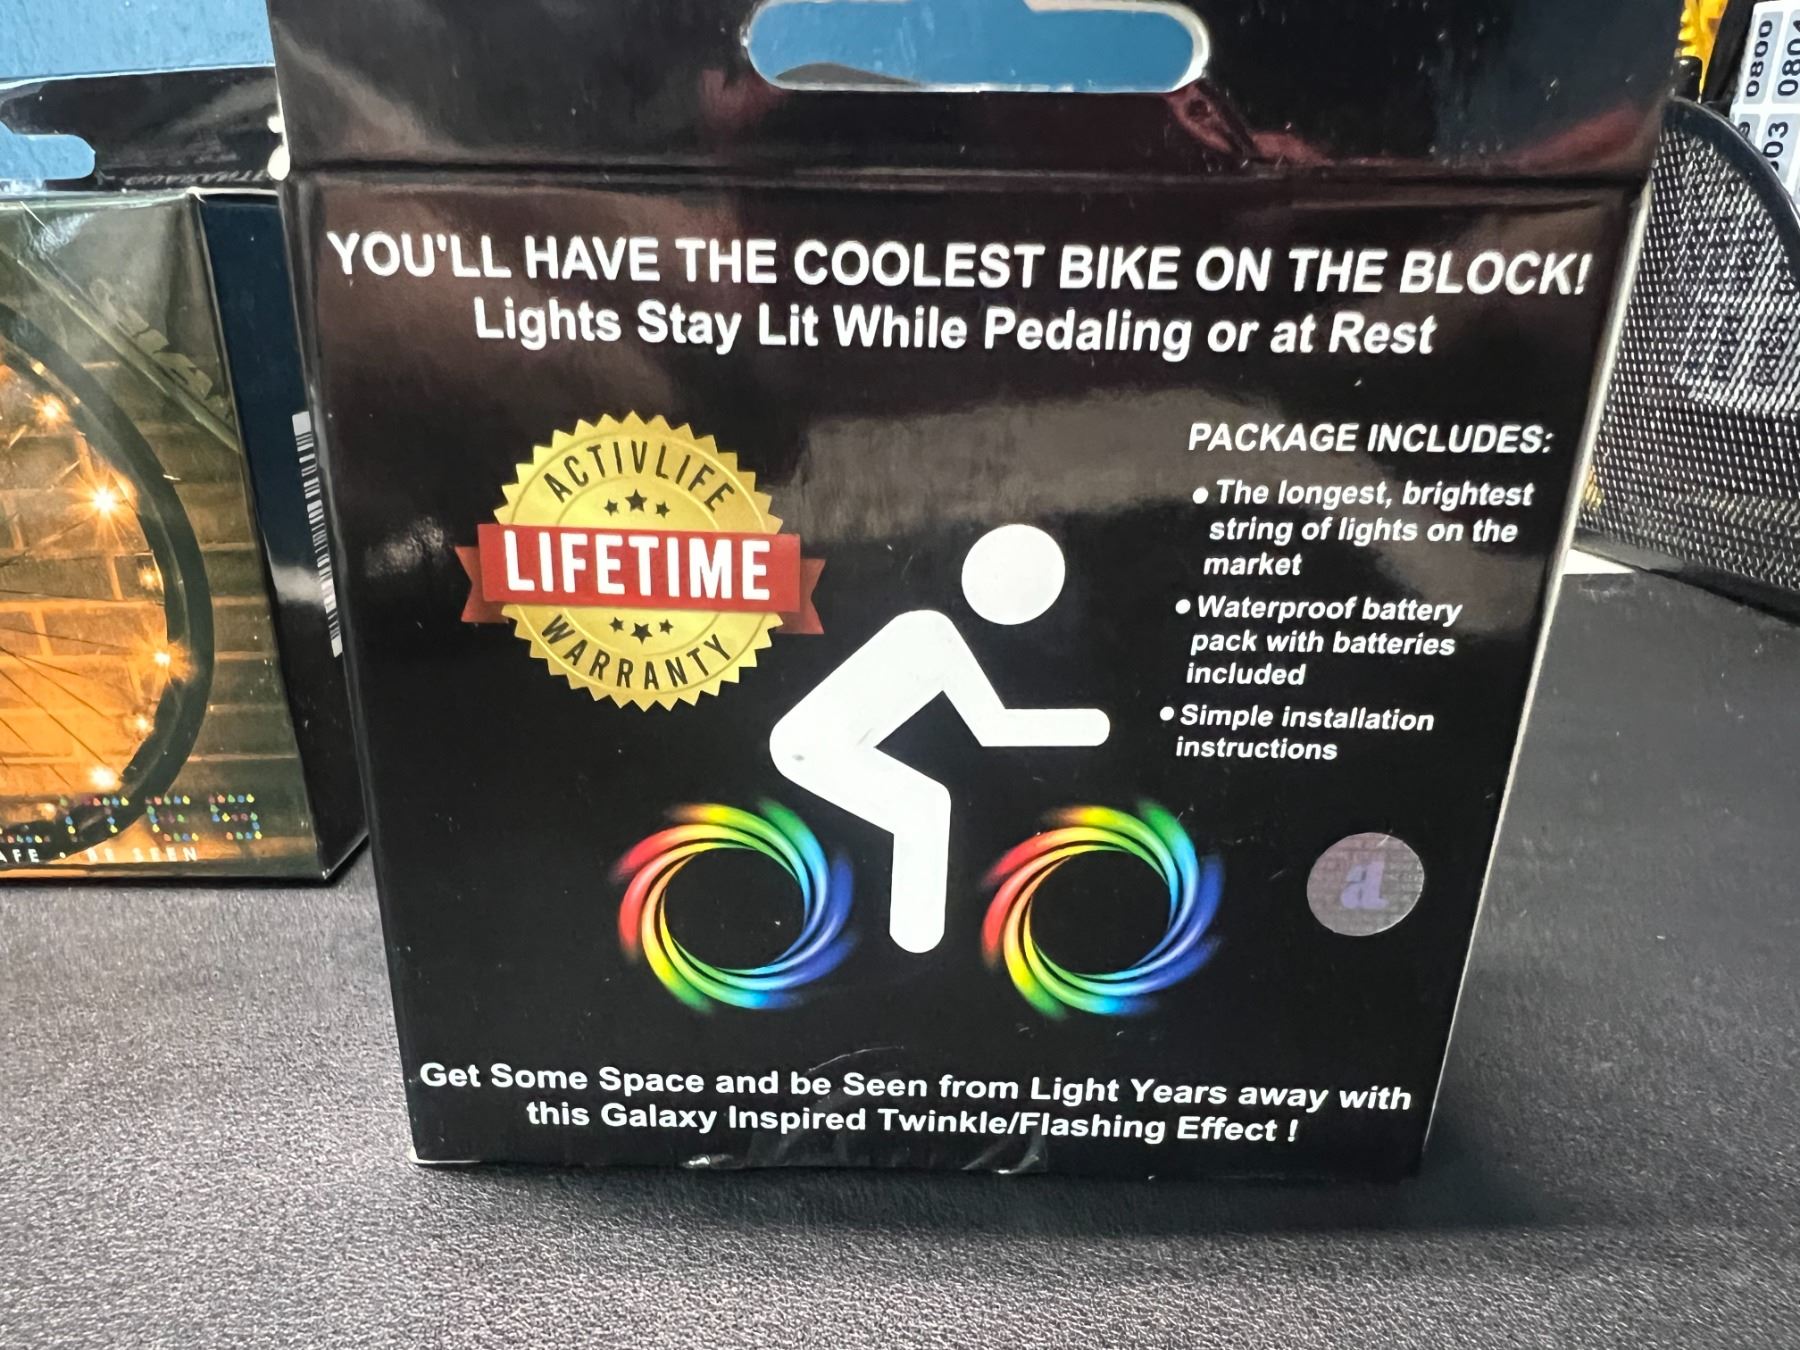 YOU'LL HAVE THE COOLEST BIKE ON THE BLOCK!
Lights Stay Lit While Pedaling or at Rest
ACTIVLIFE
LIFETIME
WARRANTY
PACKAGE INCLUDES:
• The longest, brightest
string of lights on the
market
• Waterproof battery
pack with batteries
included
• Simple installation
instructions
a
Get Some Space and be Seen from Light Years away with
this Galaxy Inspired Twinkle/Flashing Effect !
BE SEEN
0800